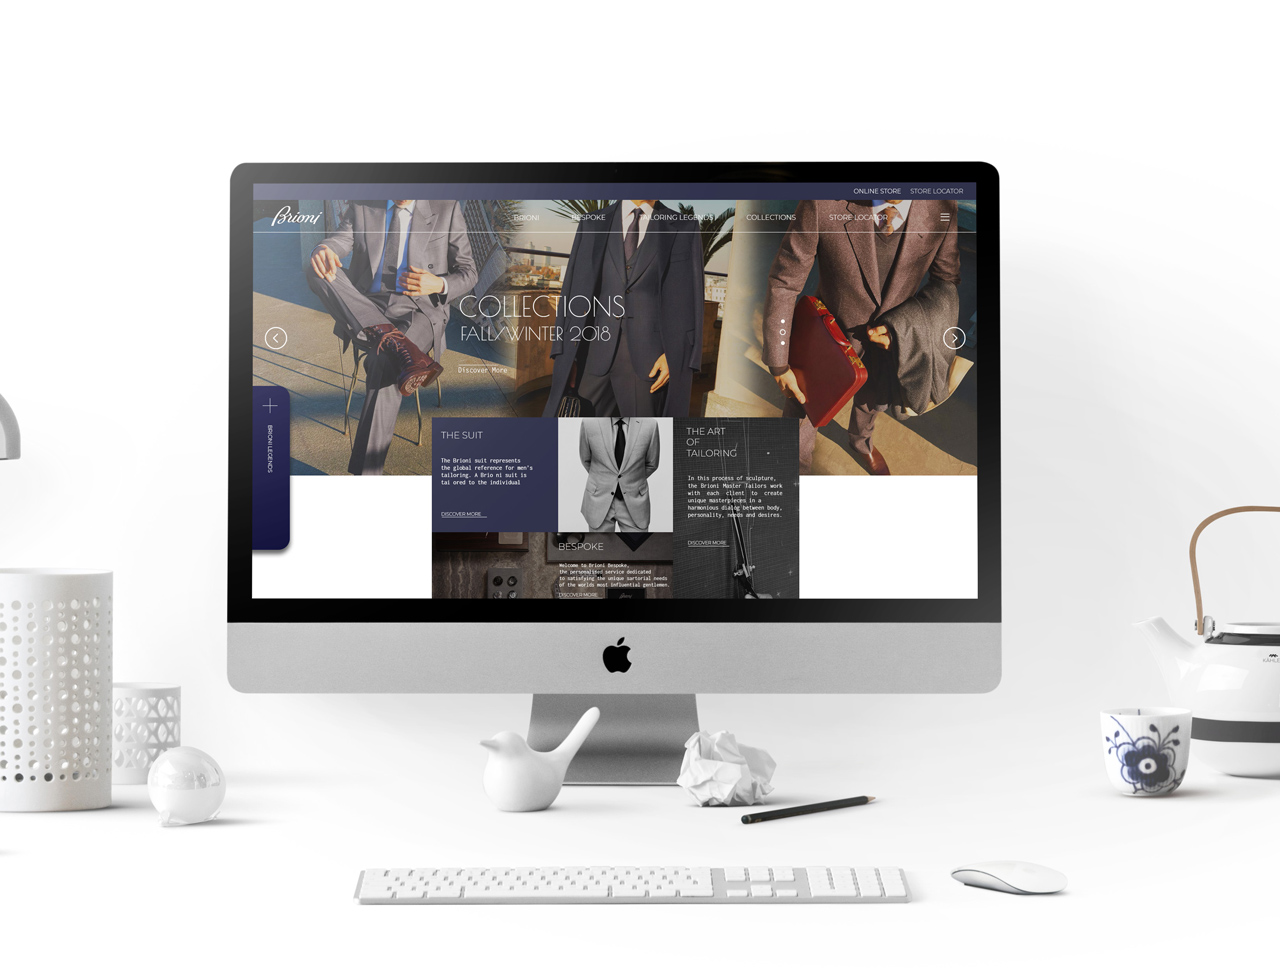 ONLINE STORE STORE LOCATOR
Brioni
BRIONI BESPOKE TAILORING LEGENDS COLLECTIONS STORE LOCATOR
COLLECTIONS
FALL/WINTER 2018
Discover More
BRIONI LEGENDS
THE SUIT
The Brioni suit represents
the global reference for men's
tailoring. A Brio ni suit is
tai ored to the individual
DISCOVER MORE
THE ART
OF
TAILORING
In this process of sculpture,
the Brioni Master Tailors work
with each client to create
unique masterpieces in a
harmonious dialog between body,
personality, needs and desires.
DISCOVER MORE
BESPOKE
Welcome to Brioni Bespoke,
the personalised service dedicated
to satisfying the unique sartorial needs
of the worlds most influential gentlemen.
DISCOVER MORE
Brioni